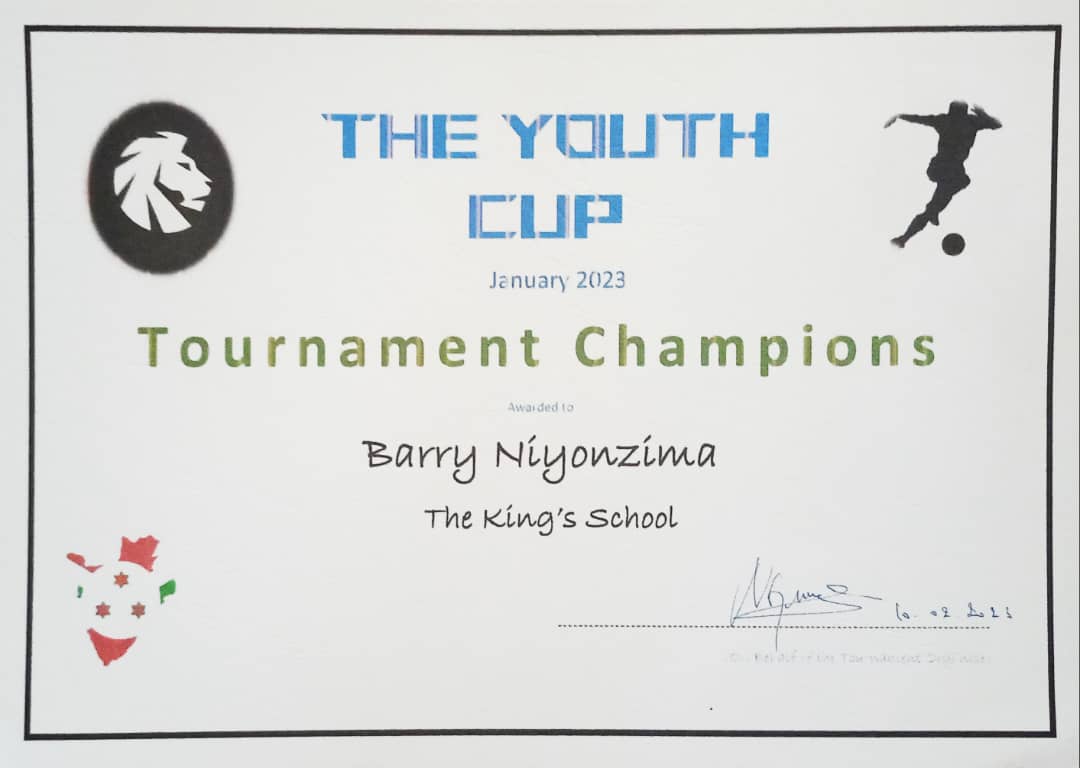 THE YOUTH
CUP
January 2023
Tournament Champions
Awarded to
Barry Niyonzima
The King's School
10.02.2023
On Behalf of the Tournament